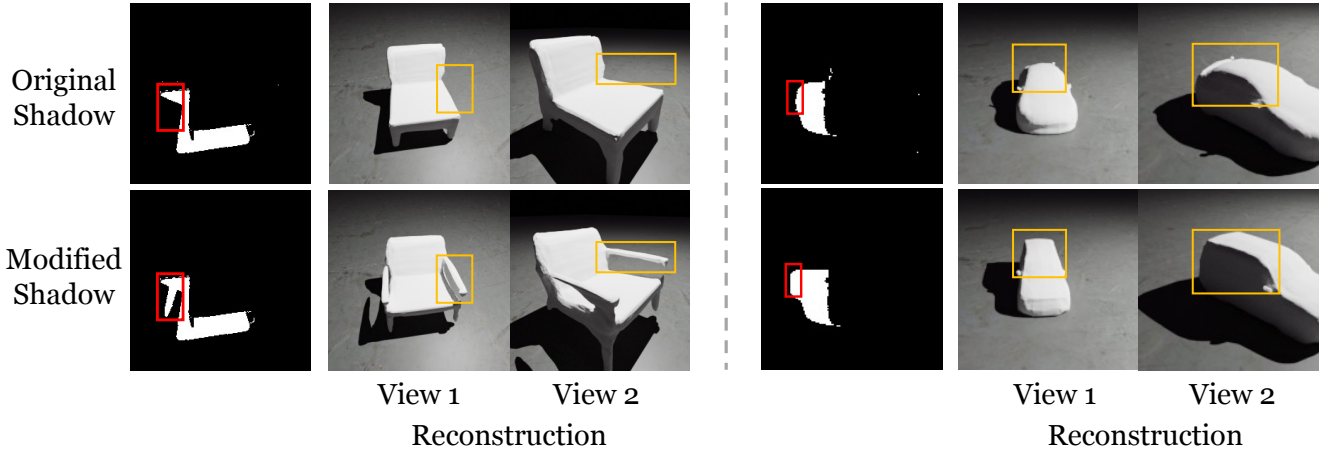 Original
Shadow
Modified
Shadow
View 1
View 2
View 1
View 2
Reconstruction
Reconstruction